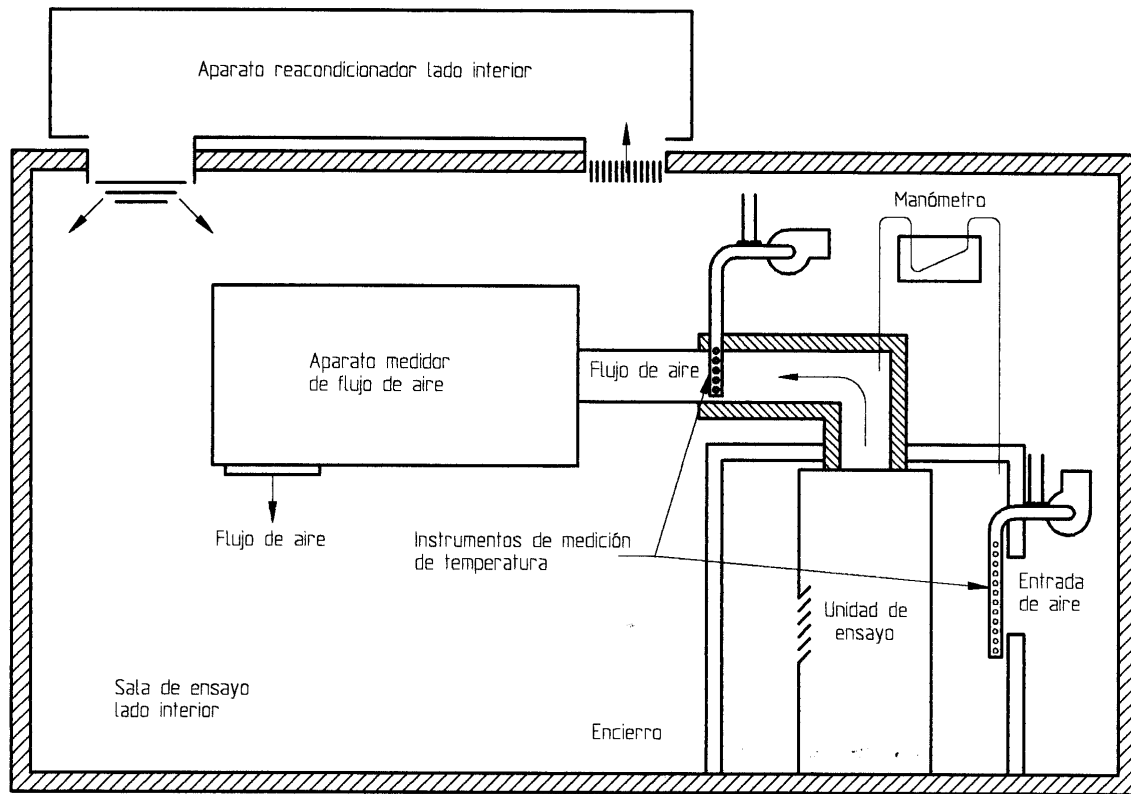 Aparato reacondicionador lado interior
Manómetro
Aparato medidor
de flujo de aire
Flujo de aire
Flujo de aire
Instrumentos de medición
de temperatura
Entrada
de aire
Unidad de
ensayo
Sala de ensayo
lado interior
Encierro